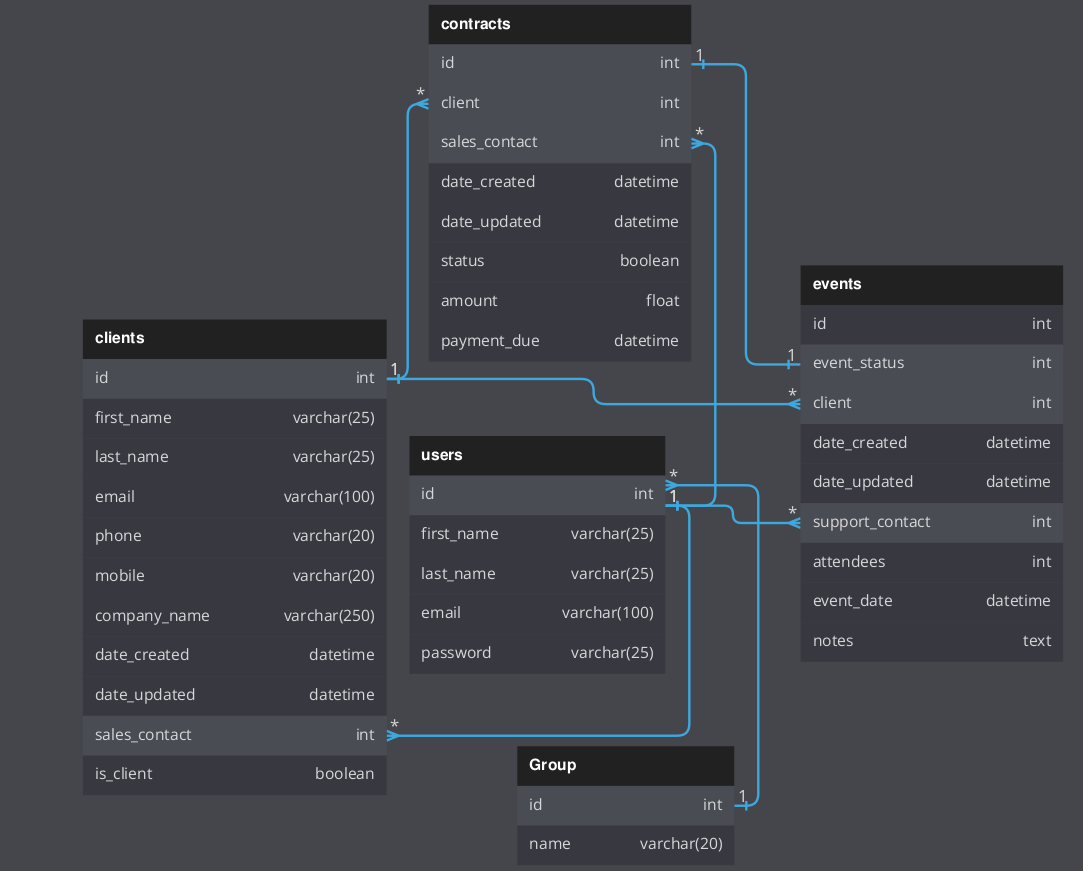 contracts
id int
client int
sales_contact int
date_created datetime
date_updated datetime
status boolean
amount float
payment_due datetime
1
*
*
events
id int
event_status int
client int
date_created datetime
date_updated datetime
support_contact int
attendees int
event_date datetime
notes text
1
*
*
clients
id int
first_name varchar(25)
last_name varchar(25)
email varchar(100)
phone varchar(20)
mobile varchar(20)
company_name varchar(250)
date_created datetime
date_updated datetime
sales_contact int
is_client boolean
1
*
users
id int
first_name varchar(25)
last_name varchar(25)
email varchar(100)
password varchar(25)
*
1
Group
id int
name varchar(20)
1